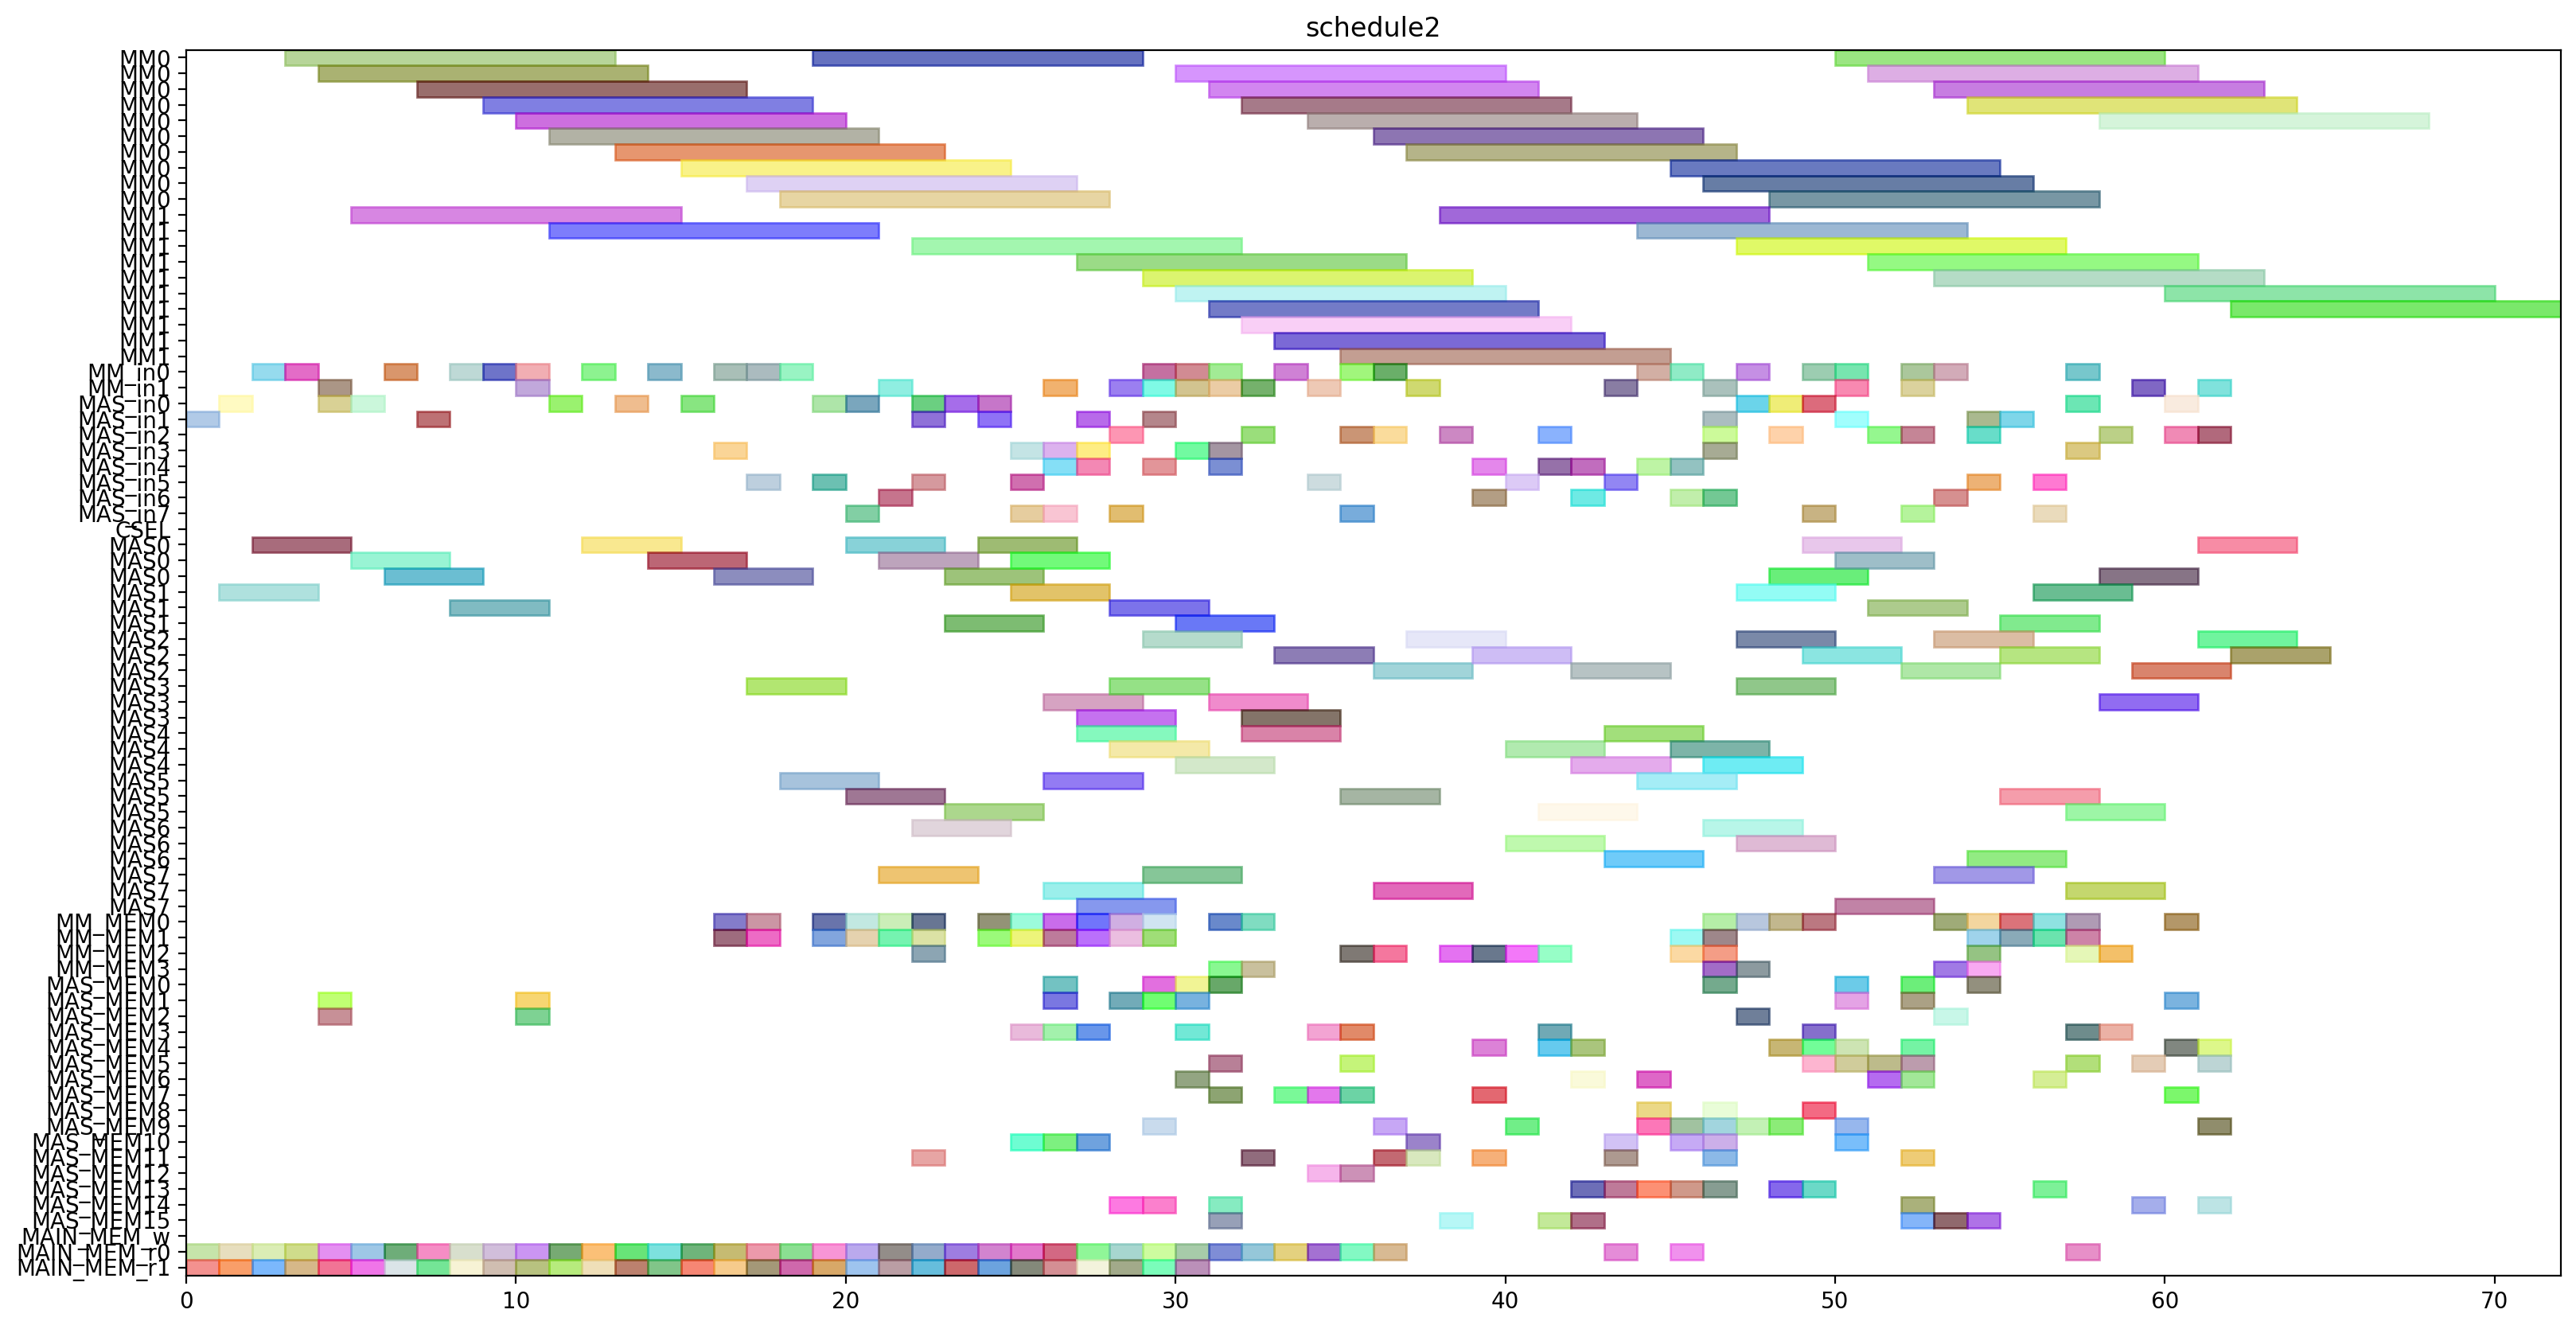 schedule2
MM0
MM0
MM0
MM0
MM0
MM0
MM0
MM0
MM0
MM0
MM1
MM1
MM1
MM1
MM1
MM1
MM1
MM1
MM1
MM1
MM_in0
MM_in1
MAS_in0
MAS_in1
MAS_in2
MAS_in3
MAS_in4
MAS_in5
MAS_in6
MAS_in7
CSEL
MAS0
MAS0
MAS0
MAS1
MAS1
MAS1
MAS2
MAS2
MAS2
MAS3
MAS3
MAS3
MAS4
MAS4
MAS4
MAS5
MAS5
MAS5
MAS6
MAS6
MAS6
MAS7
MAS7
MAS7
MM_MEM0
MM_MEM1
MM_MEM2
MM_MEM3
MAS_MEM0
MAS_MEM1
MAS_MEM2
MAS_MEM3
MAS_MEM4
MAS_MEM5
MAS_MEM6
MAS_MEM7
MAS_MEM8
MAS_MEM9
MAS_MEM10
MAS_MEM11
MAS_MEM12
MAS_MEM13
MAS_MEM14
MAS_MEM15
MAIN_MEM_w
MAIN_MEM_r0
MAIN_MEM_r1
0 10 20 30 40 50 60 70